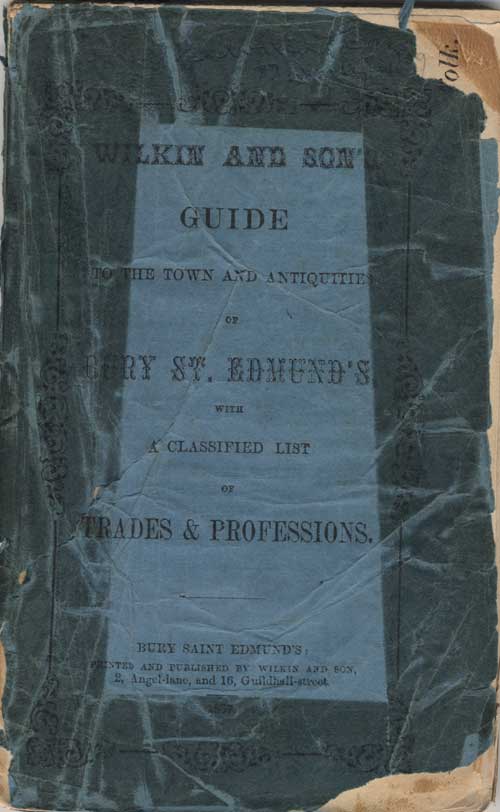 olk.
WILKIN AND SON'S
GUIDE
TO THE TOWN AND ANTIQUITIES
OF
BURY ST. EDMUND'S
WITH
A CLASSIFIED LIST
OF
TRADES & PROFESSIONS.
BURY SAINT EDMUND'S:
PRINTED AND PUBLISHED BY WILKIN AND SON,
2, Angel-lane, and 16, Guildhall-street.